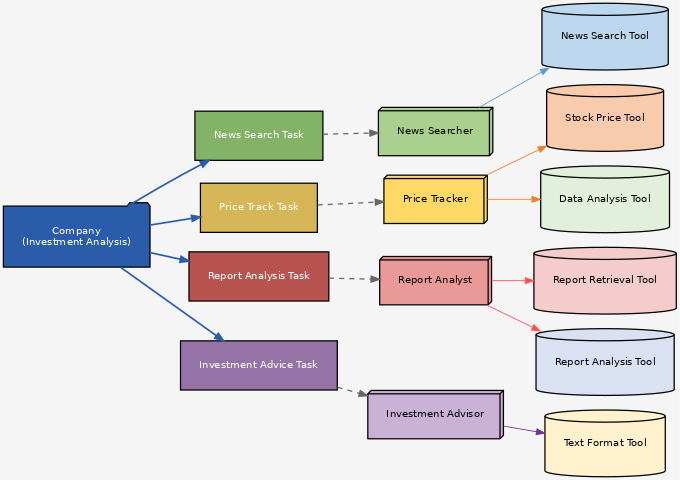 News Search Tool
Stock Price Tool
News Search Task
News Searcher
Price Track Task
Price Tracker
Data Analysis Tool
Company
(Investment Analysis)
Report Analysis Task
Report Analyst
Report Retrieval Tool
Investment Advice Task
Report Analysis Tool
Investment Advisor
Text Format Tool